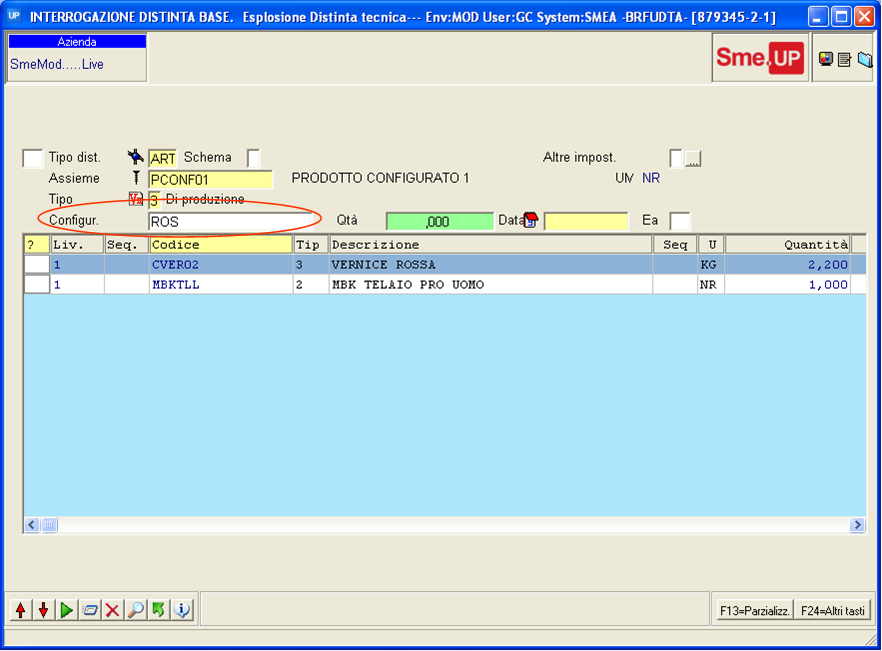 UP INTERROGAZIONE DISTINTA BASE. Esplosione Distinta tecnica--- Env:MOD User:GC System:SMEA -BRFUDTA- [879345-2-1]
Azienda
SmeMod.....Live
Sme.UP
Tipo dist. ART Schema Altre impost. ...
Assieme PCONF01 PRODOTTO CONFIGURATO 1 UM NR
Tipo 3 Di produzione
Configur. ROS Qtà ,000 Data Ea
? Liv. Seq. Codice Tip Descrizione Seq U Quantità
1 CVER02 3 VERNICE ROSSA KG 2,200
1 MBKTLL 2 MBK TELAIO PRO UOMO NR 1,000
F13=Parzializz. F24=Altri tasti